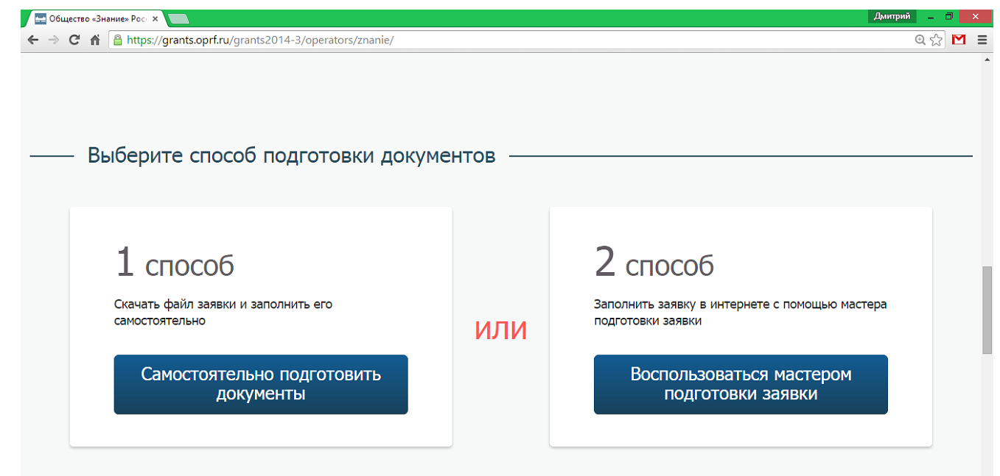 Общество «Знание» Рос
Дмитрий
https://grants.oprf.ru/grants2014-3/operators/znanie/
Выберите способ подготовки документов
1 способ
Скачать файл заявки и заполнить его
самостоятельно
Самостоятельно подготовить
документы
или
2 способ
Заполнить заявку в интернете с помощью мастера
подготовки заявки
Воспользоваться мастером
подготовки заявки